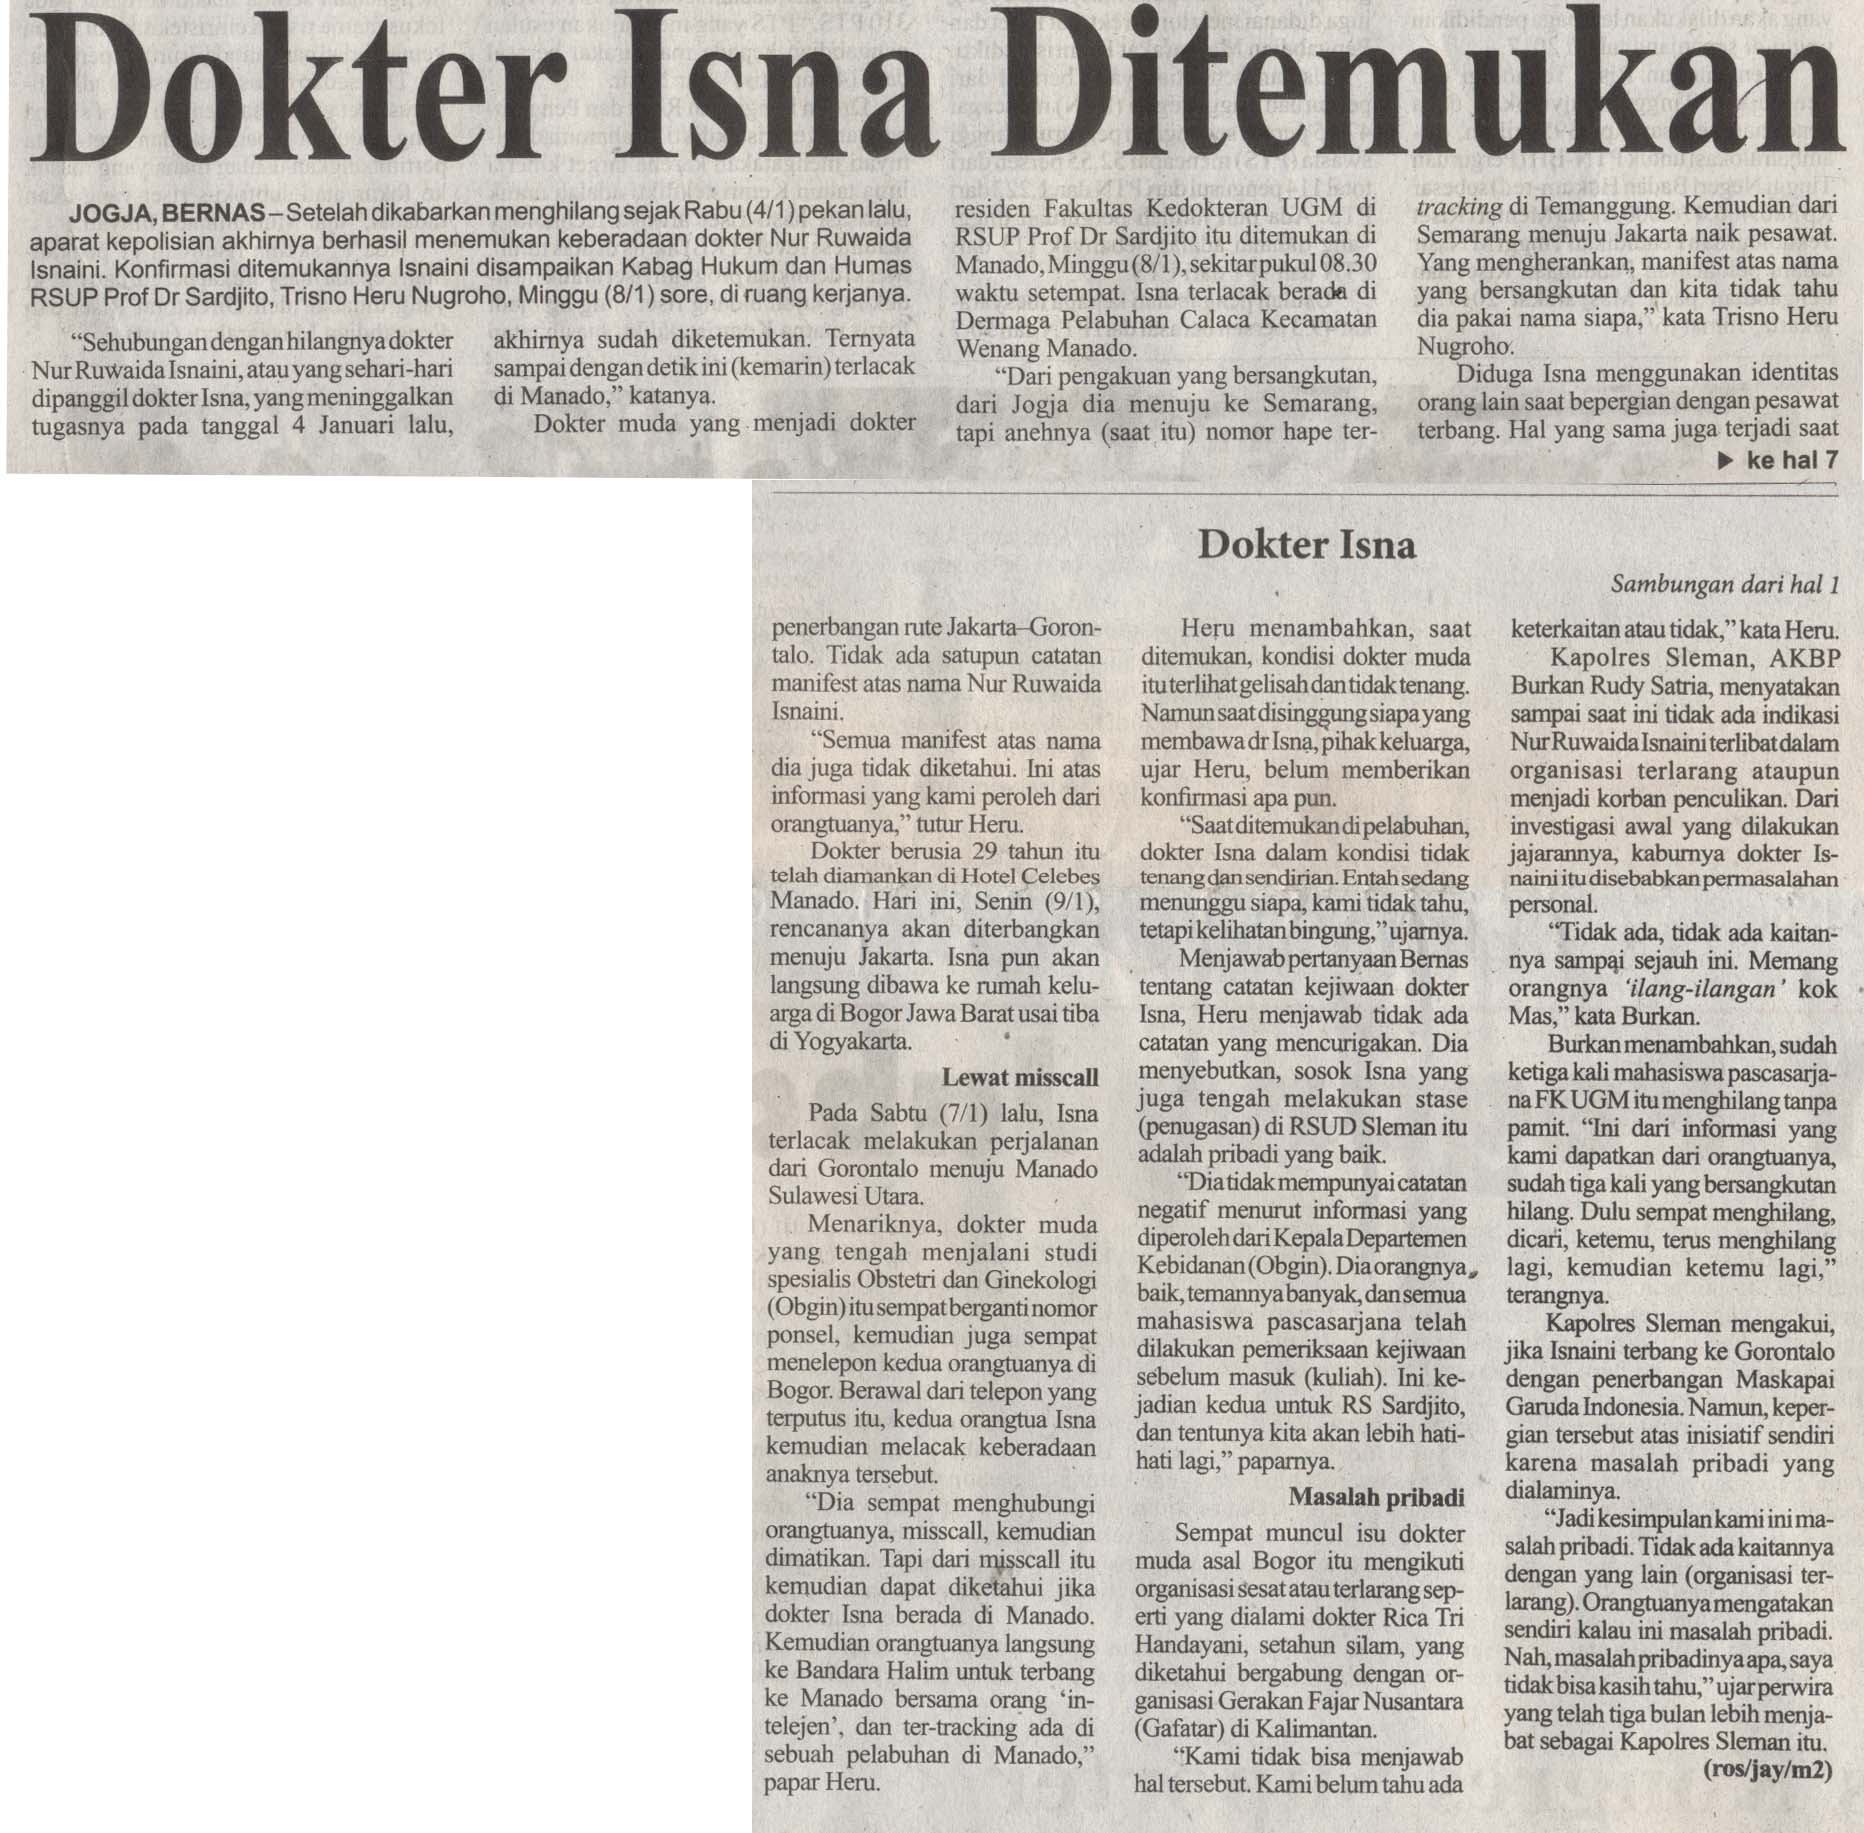 Dokter Isna Ditemukan
JOGJA, BERNAS – Setelah dikabarkan menghilang sejak Rabu (4/1) pekan lalu,
aparat kepolisian akhirnya berhasil menemukan keberadaan dokter Nur Ruwaida
Isnaini. Konfirmasi ditemukannya Isnaini disampaikan Kabag Hukum dan Humas
RSUP Prof Dr Sardjito, Trisno Heru Nugroho, Minggu (8/1) sore, di ruang kerjanya.
“Sehubungan dengan hilangnya dokter
Nur Ruwaida Isnaini, atau yang sehari-hari
dipanggil dokter Isna, yang meninggalkan
tugasnya pada tanggal 4 Januari lalu,
akhirnya sudah diketemukan. Ternyata
sampai dengan detik ini (kemarin) terlacak
di Manado,” katanya.
Dokter muda yang menjadi dokter
residen Fakultas Kedokteran UGM di
RSUP Prof Dr Sardjito itu ditemukan di
Manado, Minggu (8/1), sekitar pukul 08.30
waktu setempat. Isna terlacak berada di
Dermaga Pelabuhan Calaca Kecamatan
Wenang Manado.
“Dari pengakuan yang bersangkutan,
dari Jogja dia menuju ke Semarang,
tapi anehnya (saat itu) nomor hape ter-
tracking di Temanggung. Kemudian dari
Semarang menuju Jakarta naik pesawat.
Yang mengherankan, manifest atas nama
yang bersangkutan dan kita tidak tahu
dia pakai nama siapa,” kata Trisno Heru
Nugroho.
Diduga Isna menggunakan identitas
orang lain saat bepergian dengan pesawat
terbang. Hal yang sama juga terjadi saat
▶ ke hal 7
Dokter Isna
Sambungan dari hal 1
penerbangan rute Jakarta–Goron-
talo. Tidak ada satupun catatan
manifest atas nama Nur Ruwaida
Isnaini.
“Semua manifest atas nama
dia juga tidak diketahui. Ini atas
informasi yang kami peroleh dari
orangtuanya,” tutur Heru.
Dokter berusia 29 tahun itu
telah diamankan di Hotel Celebes
Manado. Hari ini, Senin (9/1),
rencananya akan diterbangkan
menuju Jakarta. Isna pun akan
langsung dibawa ke rumah kelu-
arga di Bogor Jawa Barat usai tiba
di Yogyakarta.
Lewat misscall
Pada Sabtu (7/1) lalu, Isna
terlacak melakukan perjalanan
dari Gorontalo menuju Manado
Sulawesi Utara.
Menariknya, dokter muda
yang tengah menjalani studi
spesialis Obstetri dan Ginekologi
(Obgin) itu sempat berganti nomor
ponsel, kemudian juga sempat
menelepon kedua orangtuanya di
Bogor. Berawal dari telepon yang
terputus itu, kedua orangtua Isna
kemudian melacak keberadaan
anaknya tersebut.
“Dia sempat menghubungi
orangtuanya, misscall, kemudian
dimatikan. Tapi dari misscall itu
kemudian dapat diketahui jika
dokter Isna berada di Manado.
Kemudian orangtuanya langsung
ke Bandara Halim untuk terbang
ke Manado bersama orang ‘in-
telejen’, dan ter-tracking ada di
sebuah pelabuhan di Manado,”
papar Heru.
Heru menambahkan, saat
ditemukan, kondisi dokter muda
itu terlihat gelisah dan tidak tenang.
Namun saat disinggung siapa yang
membawa dr Isna, pihak keluarga,
ujar Heru, belum memberikan
konfirmasi apa pun.
“Saat ditemukan di pelabuhan,
dokter Isna dalam kondisi tidak
tenang dan sendirian. Entah sedang
menunggu siapa, kami tidak tahu,
tetapi kelihatan bingung,” ujarnya.
Menjawab pertanyaan Bernas
tentang catatan kejiwaan dokter
Isna, Heru menjawab tidak ada
catatan yang mencurigakan. Dia
menyebutkan, sosok Isna yang
juga tengah melakukan stase
(penugasan) di RSUD Sleman itu
adalah pribadi yang baik.
“Dia tidak mempunyai catatan
negatif menurut informasi yang
diperoleh dari Kepala Departemen
Kebidanan (Obgin). Dia orangnya
baik, temannya banyak, dan semua
mahasiswa pascasarjana telah
dilakukan pemeriksaan kejiwaan
sebelum masuk (kuliah). Ini ke-
jadian kedua untuk RS Sardjito,
dan tentunya kita akan lebih hati-
hati lagi,” paparnya.
Masalah pribadi
Sempat muncul isu dokter
muda asal Bogor itu mengikuti
organisasi sesat atau terlarang sep-
erti yang dialami dokter Rica Tri
Handayani, setahun silam, yang
diketahui bergabung dengan or-
ganisasi Gerakan Fajar Nusantara
(Gafatar) di Kalimantan.
“Kami tidak bisa menjawab
hal tersebut. Kami belum tahu ada
keterkaitan atau tidak,” kata Heru.
Kapolres Sleman, AKBP
Burkan Rudy Satria, menyatakan
sampai saat ini tidak ada indikasi
Nur Ruwaida Isnaini terlibat dalam
organisasi terlarang ataupun
menjadi korban penculikan. Dari
investigasi awal yang dilakukan
jajarannya, kaburnya dokter Is-
naini itu disebabkan permasalahan
personal.
“Tidak ada, tidak ada kaitan-
nya sampai sejauh ini. Memang
orangnya ‘ilang-ilangan’ kok
Mas,” kata Burkan.
Burkan menambahkan, sudah
ketiga kali mahasiswa pascasarja-
na FK UGM itu menghilang tanpa
pamit. “Ini dari informasi yang
kami dapatkan dari orangtuanya,
sudah tiga kali yang bersangkutan
hilang. Dulu sempat menghilang,
dicari, ketemu, terus menghilang
lagi, kemudian ketemu lagi,”
terangnya.
Kapolres Sleman mengakui,
jika Isnaini terbang ke Gorontalo
dengan penerbangan Maskapai
Garuda Indonesia. Namun, keper-
gian tersebut atas inisiatif sendiri
karena masalah pribadi yang
dialaminya.
“Jadi kesimpulan kami ini ma-
salah pribadi. Tidak ada kaitannya
dengan yang lain (organisasi ter-
larang). Orangtuanya mengatakan
sendiri kalau ini masalah pribadi.
Nah, masalah pribadinya apa, saya
tidak bisa kasih tahu,” ujar perwira
yang telah tiga bulan lebih menja-
bat sebagai Kapolres Sleman itu.
(ros/jay/m2)